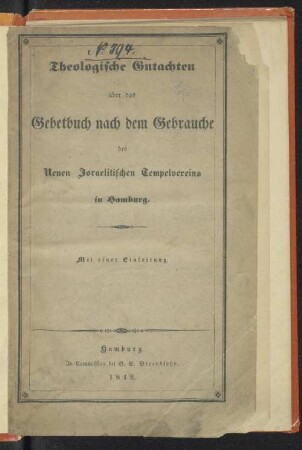 No. 394.
Theologische Gutachten
über das
Gebetbuch nach dem Gebrauche
des
Neuen Israelitischen Tempelvereins
in Hamburg.
Mit einer Einleitung
Hamburg
In Commission bei B. S. Berendsohn.
1842.